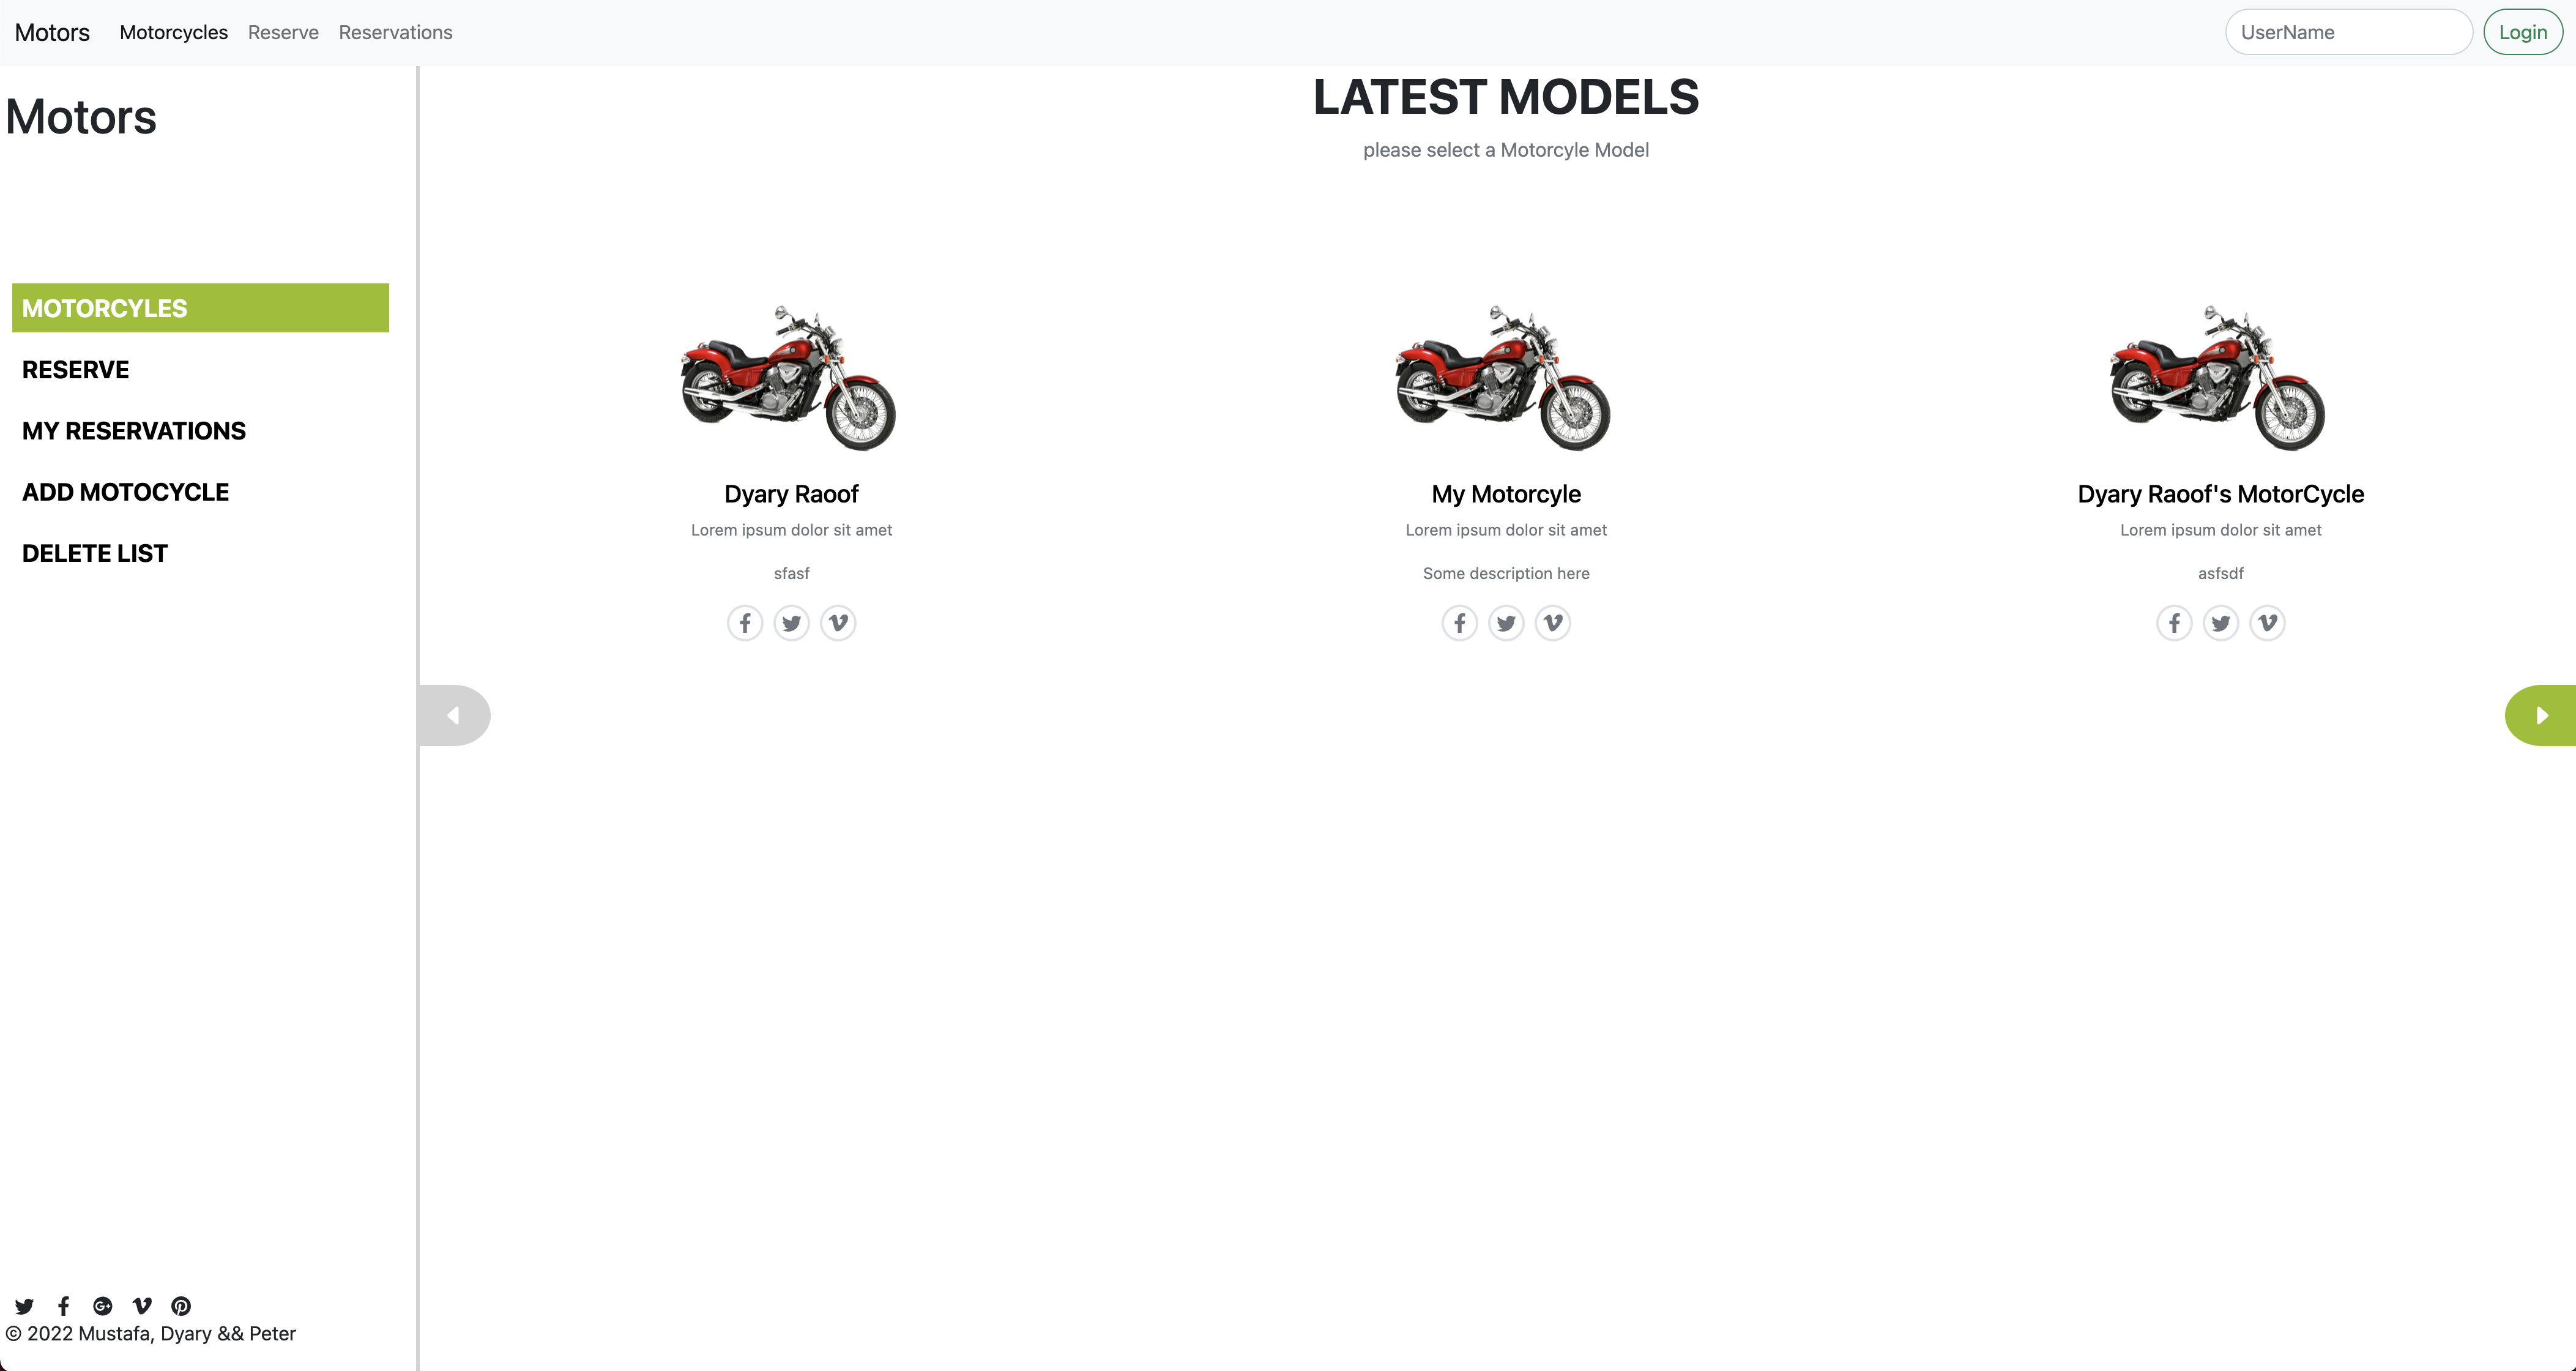 Motors Motorcycles Reserve Reservations UserName Login
Motors
MOTORCYLES
RESERVE
MY RESERVATIONS
ADD MOTOCYCLE
DELETE LIST
LATEST MODELS
please select a Motorcyle Model
Dyary Raoof
Lorem ipsum dolor sit amet
sfasf
My Motorcyle
Lorem ipsum dolor sit amet
Some description here
Dyary Raoof's MotorCycle
Lorem ipsum dolor sit amet
asfsdf
© 2022 Mustafa, Dyary && Peter